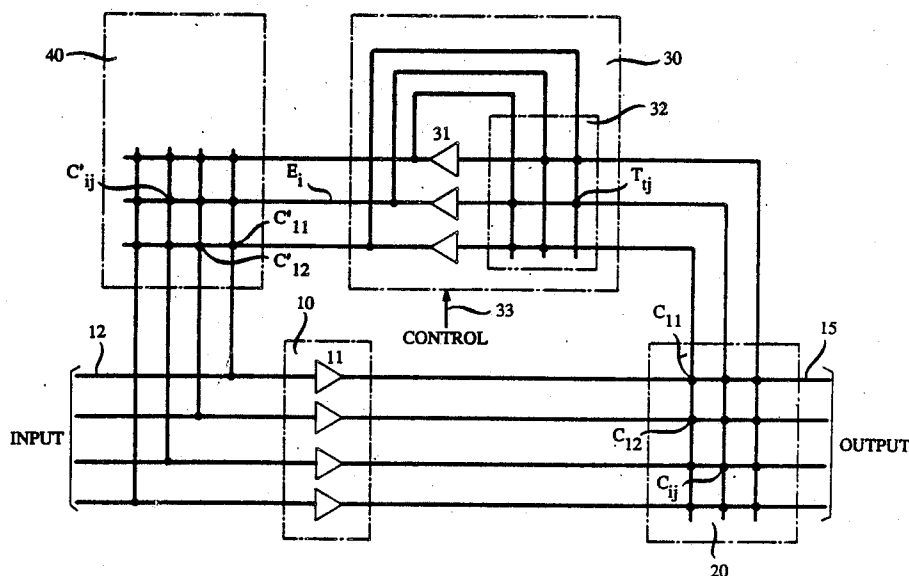 40
30
32
31
C'ij
Ei
Ttj
C'11
C'12
33
CONTROL
10
12
11
C11
15
INPUT
C12
OUTPUT
Cij
20